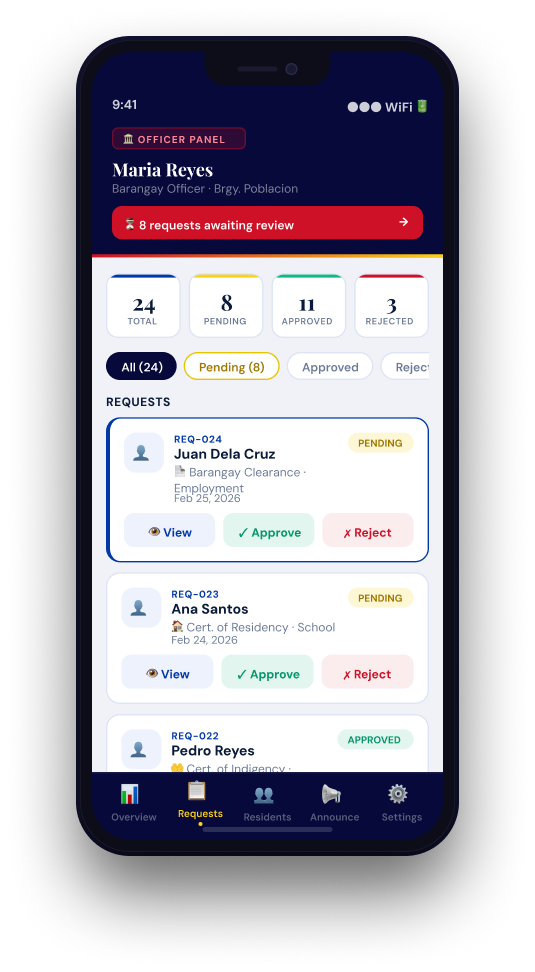 9:41
WiFi
OFFICER PANEL
Maria Reyes
Barangay Officer · Brgy. Poblacion
8 requests awaiting review →
24
TOTAL
8
PENDING
11
APPROVED
3
REJECTED
All (24)
Pending (8)
Approved
Reject
REQUESTS
REQ-024
Juan Dela Cruz
PENDING
Barangay Clearance ·
Employment
Feb 25, 2026
View
✓ Approve
✗ Reject
REQ-023
Ana Santos
PENDING
Cert. of Residency · School
Feb 24, 2026
View
✓ Approve
✗ Reject
REQ-022
Pedro Reyes
APPROVED
Cert. of Indigency ·
Overview
Requests
Residents
Announce
Settings